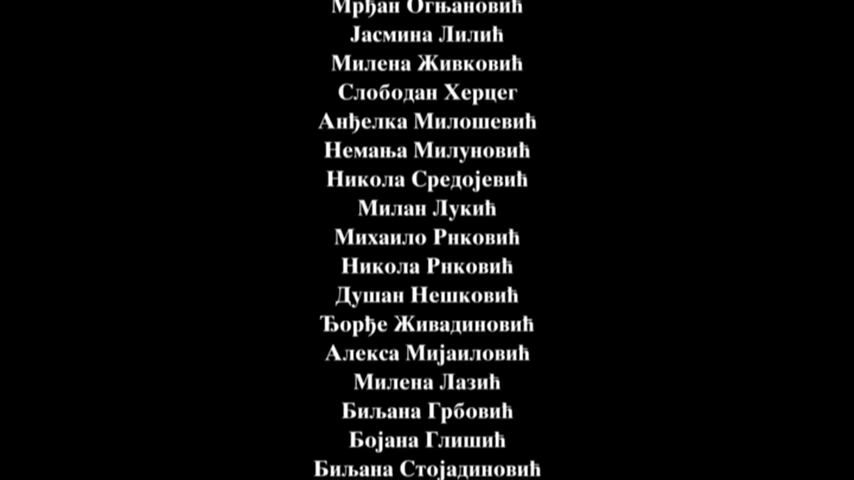 Мрђан Огњановић
Јасмина Лилић
Милена Живковић
Слободан Херцег
Анђелка Милошевић
Немања Милуновић
Никола Средојевић
Милан Лукић
Михаило Рнковић
Никола Рнковић
Душан Нешковић
Ђорђе Живадиновић
Алекса Мијаиловић
Милена Лазић
Биљана Грбовић
Бојана Глишић
Биљана Стојадиновић